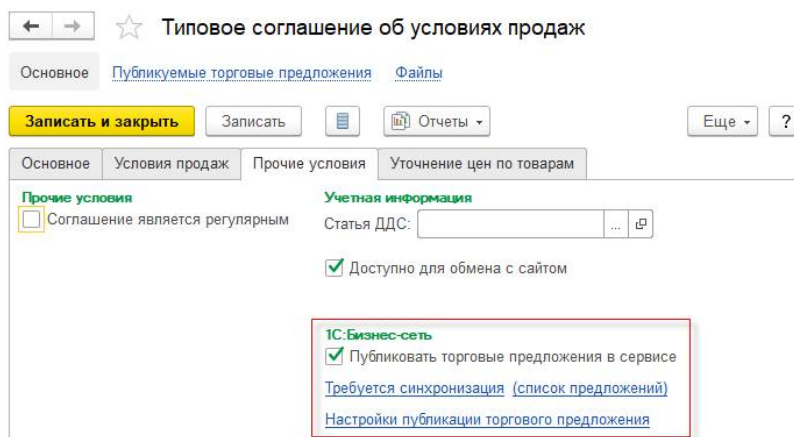 Типовое соглашение об условиях продаж
Основное Публикуемые торговые предложения Файлы
Записать и закрыть Записать Отчеты Еще ?
Основное Условия продаж Прочие условия Уточнение цен по товарам
Прочие условия Учетная информация
Соглашение является регулярным Статья ДДС: ...
Доступно для обмена с сайтом
1С:Бизнес-сеть
Публиковать торговые предложения в сервисе
Требуется синхронизация (список предложений)
Настройки публикации торгового предложения